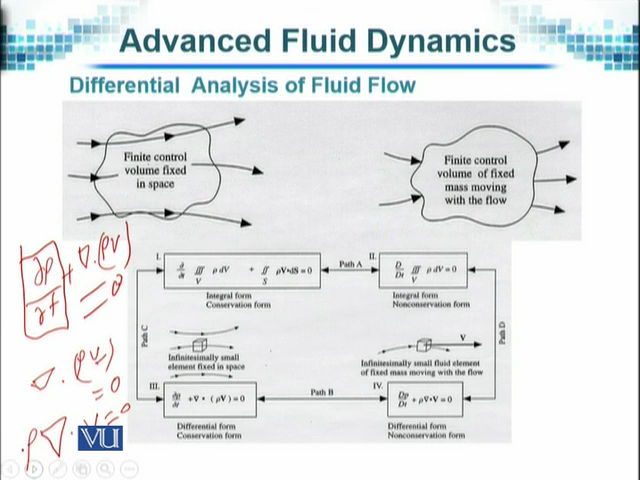 Advanced Fluid Dynamics
Differential Analysis of Fluid Flow
Finite control
volume fixed
in space
Finite control
volume of fixed
mass moving
with the flow
I.
∂/∂t ∭_V ρ dV + ∬_S ρV•dS = 0
Integral form
Conservation form
Path A
II.
D/Dt ∭_V ρ dV = 0
Integral form
Nonconservation form
Path C
Path D
Infinitesimally small
element fixed in space
V
Infinitesimally small fluid element
of fixed mass moving with the flow
III.
∂ρ/∂t + ∇ • (ρV) = 0
Differential form
Conservation form
Path B
IV.
Dρ/Dt + ρ∇•V = 0
Differential form
Nonconservation form
∂ρ/∂t + ∇.(ρV) = 0
∇.(ρV) = 0
ρ∇.V = 0
VU